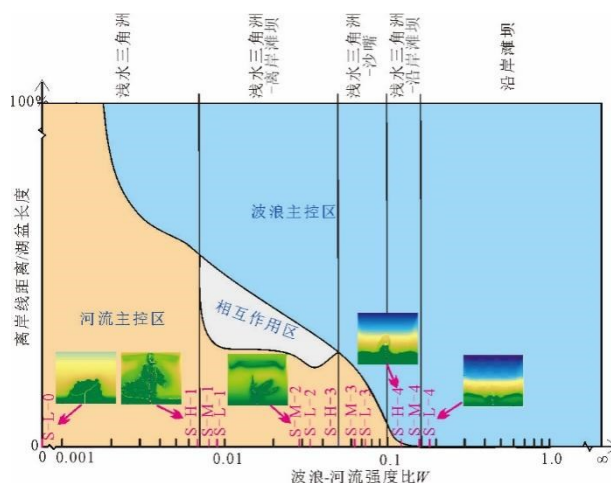 浅水三角洲
浅水三角洲
-离岸滩坝
浅水三角洲
-沙嘴
浅水三角洲
-沿岸滩坝
沿岸滩坝
100%
离岸线距离/湖盆长度
波浪主控区
相互作用区
河流主控区
S-L-0
S-H-1
S-M-1
S-L-1
S-M-2
S-L-2
S-H-3
S-M-3
S-L-3
S-H-4
S-M-4
S-L-4
0
0 0.001 0.01 0.1 1.0 ∞
波浪-河流强度比W